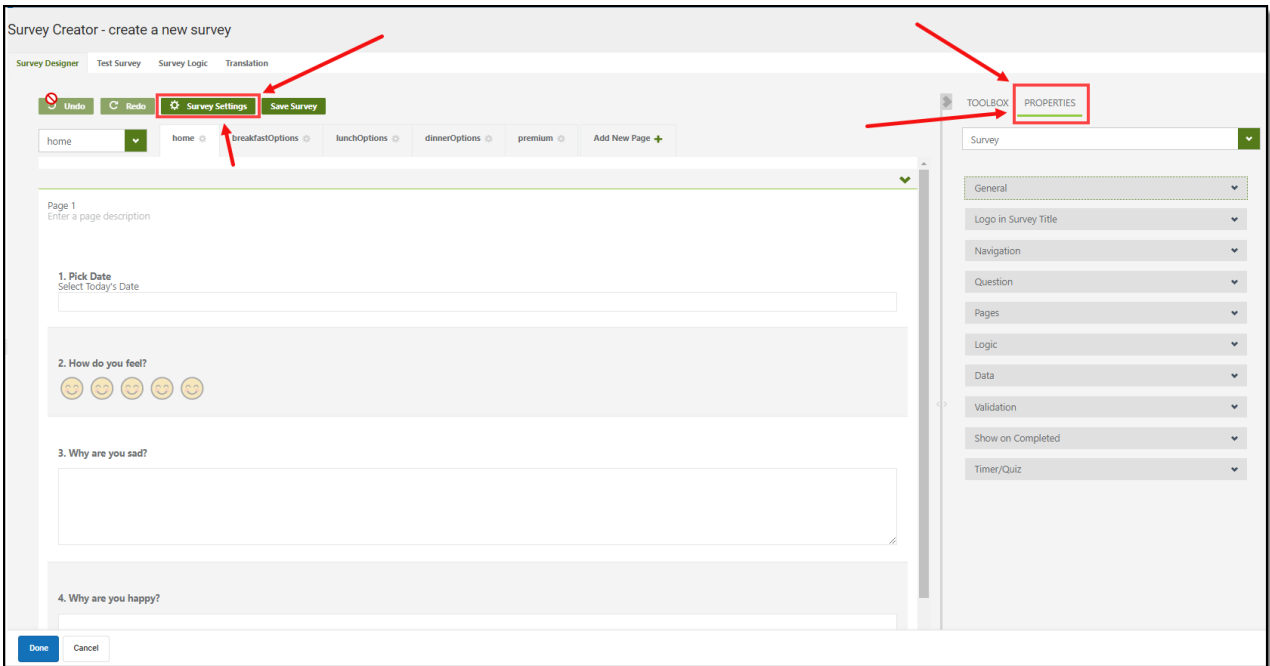 Survey Creator - create a new survey
Survey Designer Test Survey Survey Logic Translation
Undo Redo Survey Settings Save Survey
TOOLBOX PROPERTIES
home
home breakfastOptions lunchOptions dinnerOptions premium Add New Page +
Survey
Page 1
Enter a page description
1. Pick Date
Select Today's Date
2. How do you feel?
3. Why are you sad?
4. Why are you happy?
General
Logo in Survey Title
Navigation
Question
Pages
Logic
Data
Validation
Show on Completed
Timer/Quiz
Done Cancel